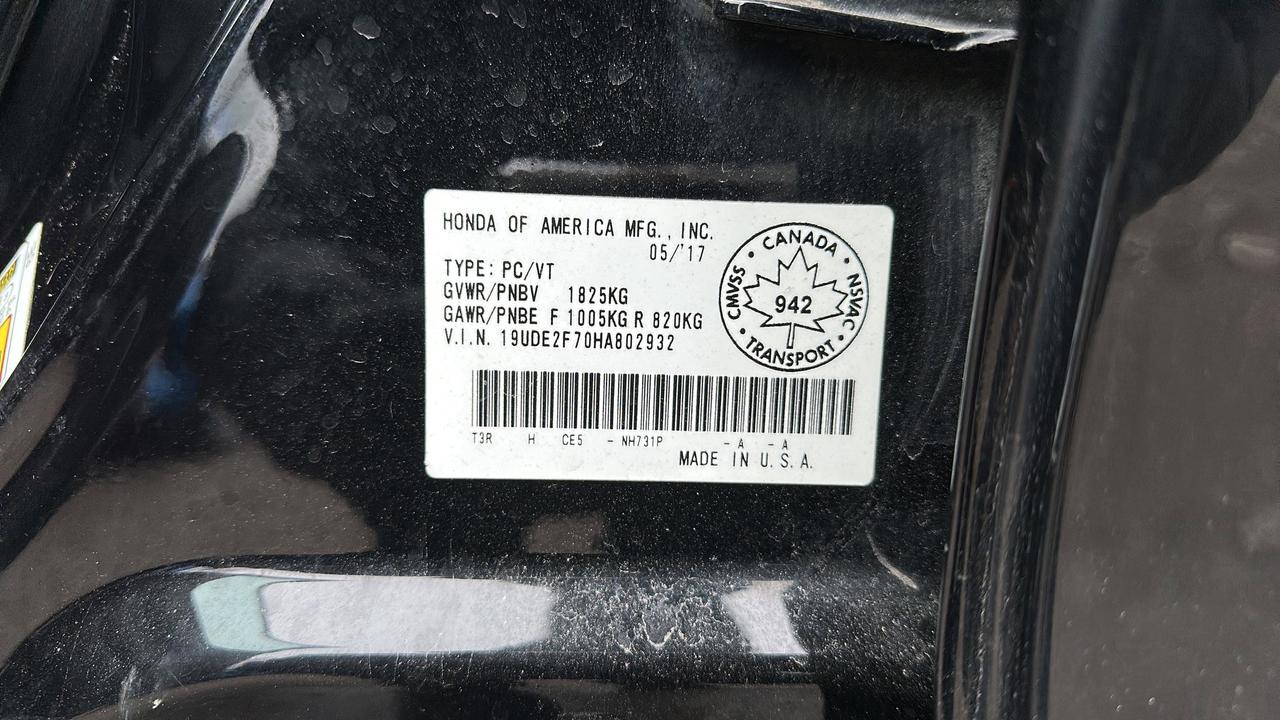 HONDA OF AMERICA MFG., INC.
05/'17
TYPE: PC/VT
GVWR/PNBV 1825KG
GAWR/PNBE F 1005KG R 820KG
V.I.N. 19UDE2F70HA802932
CANADA
CMVSS
NSVAC
942
TRANSPORT
T3R H CE5 - NH731P - A - A
MADE IN U.S.A.